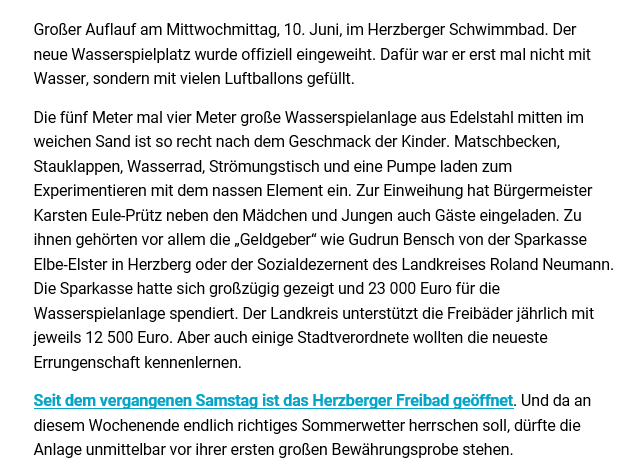 Großer Auflauf am Mittwochmittag, 10. Juni, im Herzberger Schwimmbad. Der
neue Wasserspielplatz wurde offiziell eingeweiht. Dafür war er erst mal nicht mit
Wasser, sondern mit vielen Luftballons gefüllt.
Die fünf Meter mal vier Meter große Wasserspielanlage aus Edelstahl mitten im
weichen Sand ist so recht nach dem Geschmack der Kinder. Matschbecken,
Stauklappen, Wasserrad, Strömungstisch und eine Pumpe laden zum
Experimentieren mit dem nassen Element ein. Zur Einweihung hat Bürgermeister
Karsten Eule-Prütz neben den Mädchen und Jungen auch Gäste eingeladen. Zu
ihnen gehörten vor allem die „Geldgeber“ wie Gudrun Bensch von der Sparkasse
Elbe-Elster in Herzberg oder der Sozialdezernent des Landkreises Roland Neumann.
Die Sparkasse hatte sich großzügig gezeigt und 23 000 Euro für die
Wasserspielanlage spendiert. Der Landkreis unterstützt die Freibäder jährlich mit
jeweils 12 500 Euro. Aber auch einige Stadtverordnete wollten die neueste
Errungenschaft kennenlernen.
Seit dem vergangenen Samstag ist das Herzberger Freibad geöffnet. Und da an
diesem Wochenende endlich richtiges Sommerwetter herrschen soll, dürfte die
Anlage unmittelbar vor ihrer ersten großen Bewährungsprobe stehen.